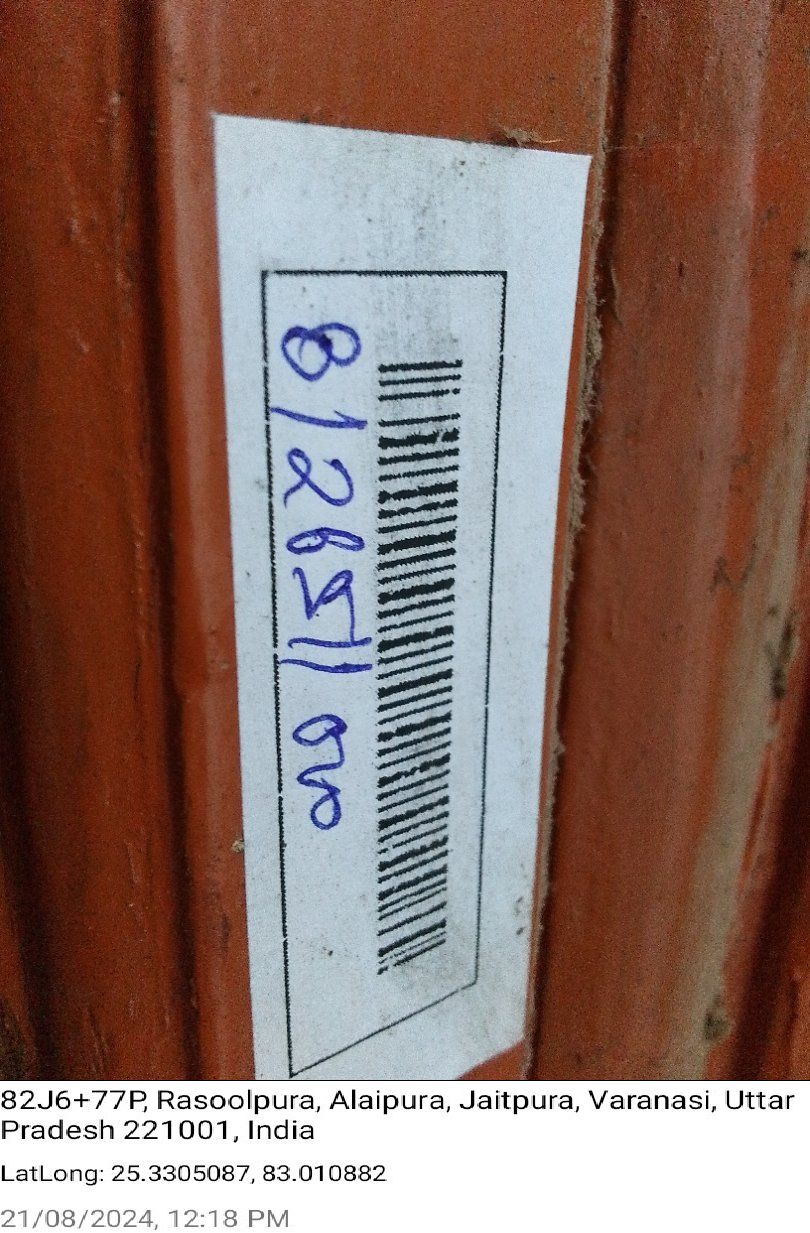 82J6+77P, Rasoolpura, Alaipura, Jaitpura, Varanasi, Uttar
Pradesh 221001, India
LatLong: 25.3305087, 83.010882
21/08/2024, 12:18 PM